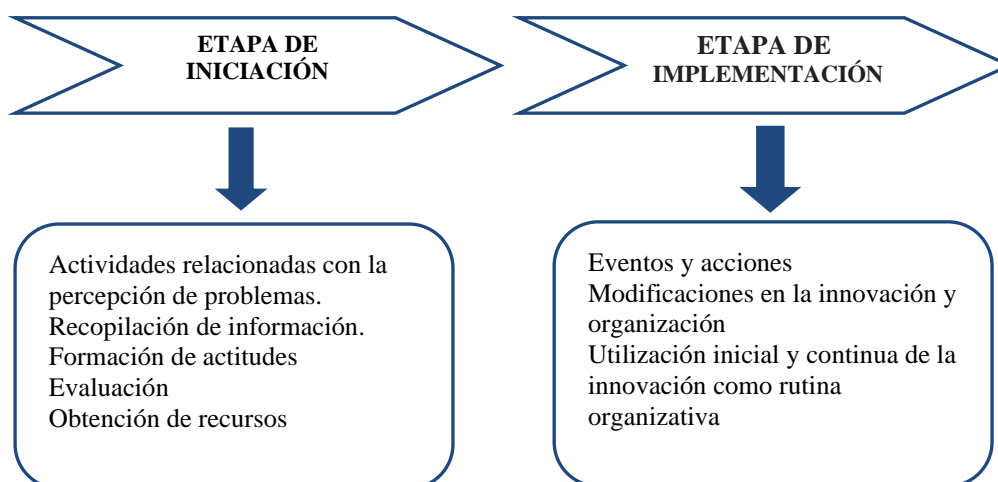 ETAPA DE
INICIACIÓN
ETAPA DE
IMPLEMENTACIÓN
Actividades relacionadas con la
percepción de problemas.
Recopilación de información.
Formación de actitudes
Evaluación
Obtención de recursos
Eventos y acciones
Modificaciones en la innovación y
organización
Utilización inicial y continua de la
innovación como rutina
organizativa